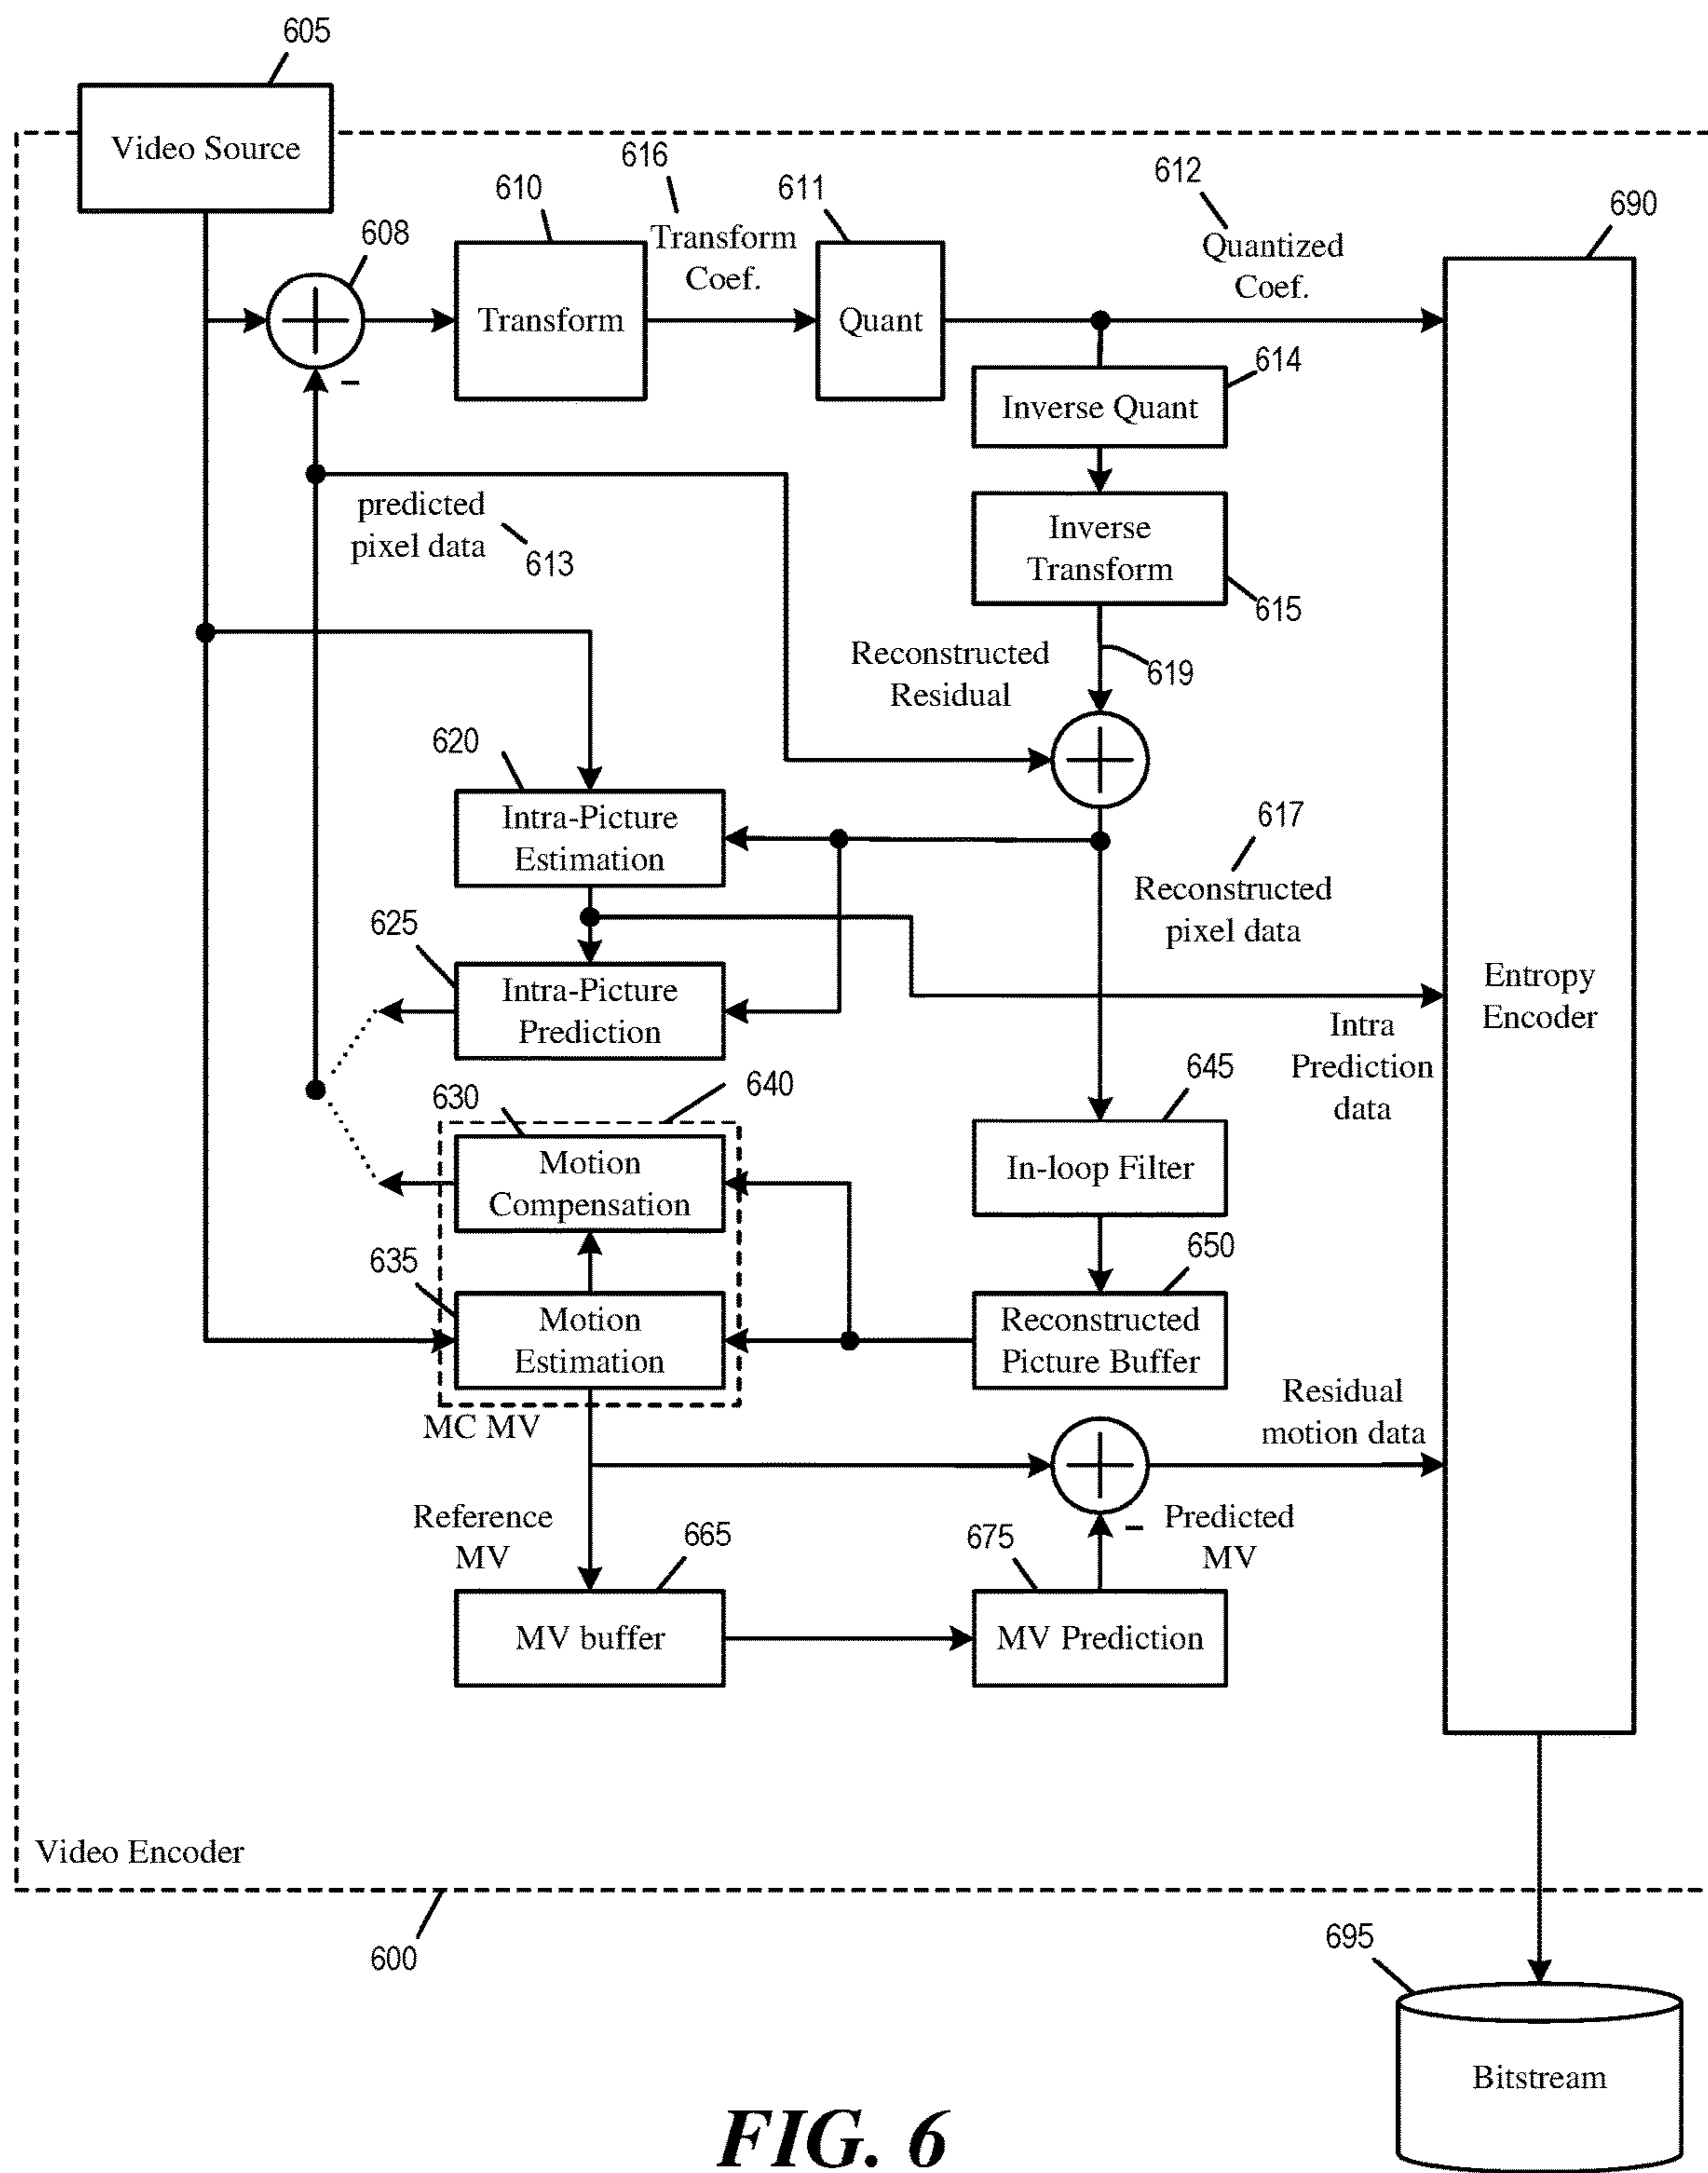 605
Video Source
616
612
610
611
690
608
Transform
Coef.
Quantized
Coef.
Transform
Quant
614
–
Inverse Quant
predicted
pixel data
613
Inverse
Transform
615
Reconstructed
Residual
619
620
617
Intra-Picture
Estimation
Reconstructed
pixel data
625
Entropy
Encoder
Intra-Picture
Prediction
Intra
Prediction
data
645
630
640
Motion
Compensation
In-loop Filter
635
650
Motion
Estimation
Reconstructed
Picture Buffer
MC MV
Residual
motion data
Reference
MV
665
675
–
Predicted
MV
MV buffer
MV Prediction
Video Encoder
600
695
Bitstream
FIG. 6